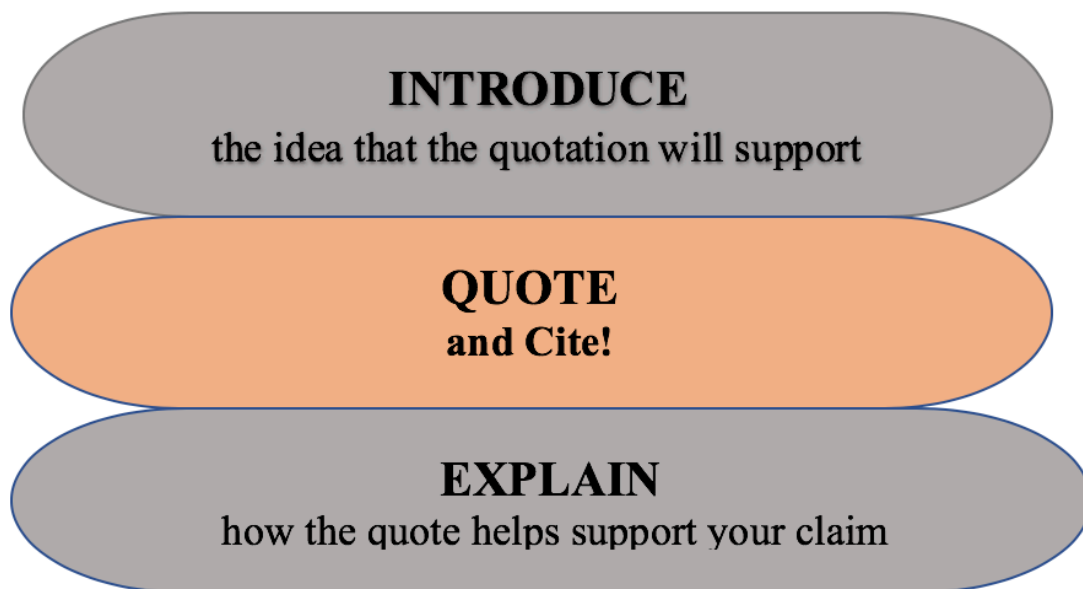 INTRODUCE
the idea that the quotation will support
QUOTE
and Cite!
EXPLAIN
how the quote helps support your claim